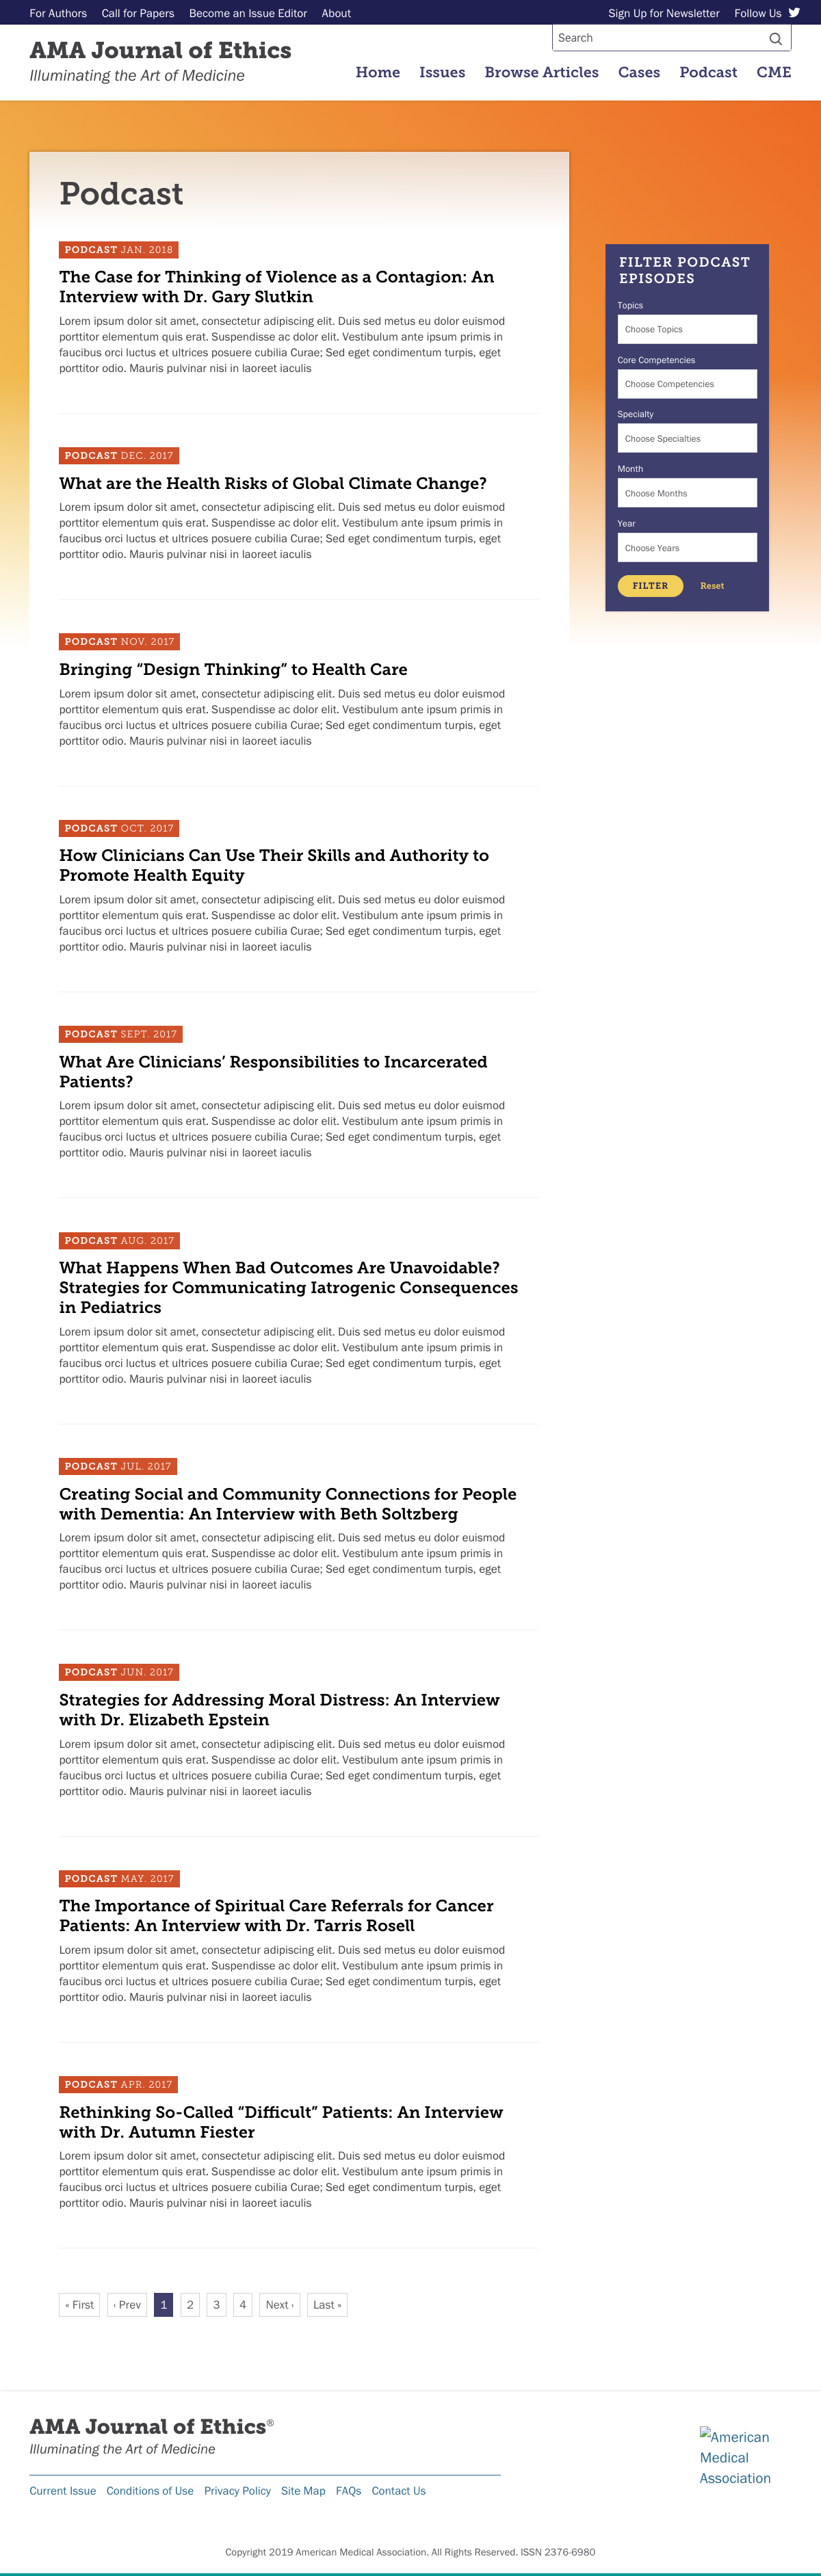 For Authors Call for Papers Become an Issue Editor About Sign Up for Newsletter Follow Us
Search
AMA Journal of Ethics
Illuminating the Art of Medicine
Home Issues Browse Articles Cases Podcast CME
Podcast
PODCAST JAN. 2018
The Case for Thinking of Violence as a Contagion: An
Interview with Dr. Gary Slutkin
Lorem ipsum dolor sit amet, consectetur adipiscing elit. Duis sed metus eu dolor euismod
porttitor elementum quis erat. Suspendisse ac dolor elit. Vestibulum ante ipsum primis in
faucibus orci luctus et ultrices posuere cubilia Curae; Sed eget condimentum turpis, eget
porttitor odio. Mauris pulvinar nisi in laoreet iaculis
PODCAST DEC. 2017
What are the Health Risks of Global Climate Change?
Lorem ipsum dolor sit amet, consectetur adipiscing elit. Duis sed metus eu dolor euismod
porttitor elementum quis erat. Suspendisse ac dolor elit. Vestibulum ante ipsum primis in
faucibus orci luctus et ultrices posuere cubilia Curae; Sed eget condimentum turpis, eget
porttitor odio. Mauris pulvinar nisi in laoreet iaculis
PODCAST NOV. 2017
Bringing “Design Thinking” to Health Care
Lorem ipsum dolor sit amet, consectetur adipiscing elit. Duis sed metus eu dolor euismod
porttitor elementum quis erat. Suspendisse ac dolor elit. Vestibulum ante ipsum primis in
faucibus orci luctus et ultrices posuere cubilia Curae; Sed eget condimentum turpis, eget
porttitor odio. Mauris pulvinar nisi in laoreet iaculis
PODCAST OCT. 2017
How Clinicians Can Use Their Skills and Authority to
Promote Health Equity
Lorem ipsum dolor sit amet, consectetur adipiscing elit. Duis sed metus eu dolor euismod
porttitor elementum quis erat. Suspendisse ac dolor elit. Vestibulum ante ipsum primis in
faucibus orci luctus et ultrices posuere cubilia Curae; Sed eget condimentum turpis, eget
porttitor odio. Mauris pulvinar nisi in laoreet iaculis
PODCAST SEPT. 2017
What Are Clinicians’ Responsibilities to Incarcerated
Patients?
Lorem ipsum dolor sit amet, consectetur adipiscing elit. Duis sed metus eu dolor euismod
porttitor elementum quis erat. Suspendisse ac dolor elit. Vestibulum ante ipsum primis in
faucibus orci luctus et ultrices posuere cubilia Curae; Sed eget condimentum turpis, eget
porttitor odio. Mauris pulvinar nisi in laoreet iaculis
PODCAST AUG. 2017
What Happens When Bad Outcomes Are Unavoidable?
Strategies for Communicating Iatrogenic Consequences
in Pediatrics
Lorem ipsum dolor sit amet, consectetur adipiscing elit. Duis sed metus eu dolor euismod
porttitor elementum quis erat. Suspendisse ac dolor elit. Vestibulum ante ipsum primis in
faucibus orci luctus et ultrices posuere cubilia Curae; Sed eget condimentum turpis, eget
porttitor odio. Mauris pulvinar nisi in laoreet iaculis
PODCAST JUL. 2017
Creating Social and Community Connections for People
with Dementia: An Interview with Beth Soltzberg
Lorem ipsum dolor sit amet, consectetur adipiscing elit. Duis sed metus eu dolor euismod
porttitor elementum quis erat. Suspendisse ac dolor elit. Vestibulum ante ipsum primis in
faucibus orci luctus et ultrices posuere cubilia Curae; Sed eget condimentum turpis, eget
porttitor odio. Mauris pulvinar nisi in laoreet iaculis
PODCAST JUN. 2017
Strategies for Addressing Moral Distress: An Interview
with Dr. Elizabeth Epstein
Lorem ipsum dolor sit amet, consectetur adipiscing elit. Duis sed metus eu dolor euismod
porttitor elementum quis erat. Suspendisse ac dolor elit. Vestibulum ante ipsum primis in
faucibus orci luctus et ultrices posuere cubilia Curae; Sed eget condimentum turpis, eget
porttitor odio. Mauris pulvinar nisi in laoreet iaculis
PODCAST MAY. 2017
The Importance of Spiritual Care Referrals for Cancer
Patients: An Interview with Dr. Tarris Rosell
Lorem ipsum dolor sit amet, consectetur adipiscing elit. Duis sed metus eu dolor euismod
porttitor elementum quis erat. Suspendisse ac dolor elit. Vestibulum ante ipsum primis in
faucibus orci luctus et ultrices posuere cubilia Curae; Sed eget condimentum turpis, eget
porttitor odio. Mauris pulvinar nisi in laoreet iaculis
PODCAST APR. 2017
Rethinking So-Called “Difficult” Patients: An Interview
with Dr. Autumn Fiester
Lorem ipsum dolor sit amet, consectetur adipiscing elit. Duis sed metus eu dolor euismod
porttitor elementum quis erat. Suspendisse ac dolor elit. Vestibulum ante ipsum primis in
faucibus orci luctus et ultrices posuere cubilia Curae; Sed eget condimentum turpis, eget
porttitor odio. Mauris pulvinar nisi in laoreet iaculis
« First ‹ Prev 1 2 3 4 Next › Last »
FILTER PODCAST
EPISODES
Topics
Choose Topics
Core Competencies
Choose Competencies
Specialty
Choose Specialties
Month
Choose Months
Year
Choose Years
FILTER Reset
AMA Journal of Ethics®
Illuminating the Art of Medicine
Current Issue Conditions of Use Privacy Policy Site Map FAQs Contact Us
American
Medical
Association
Copyright 2019 American Medical Association. All Rights Reserved. ISSN 2376-6980